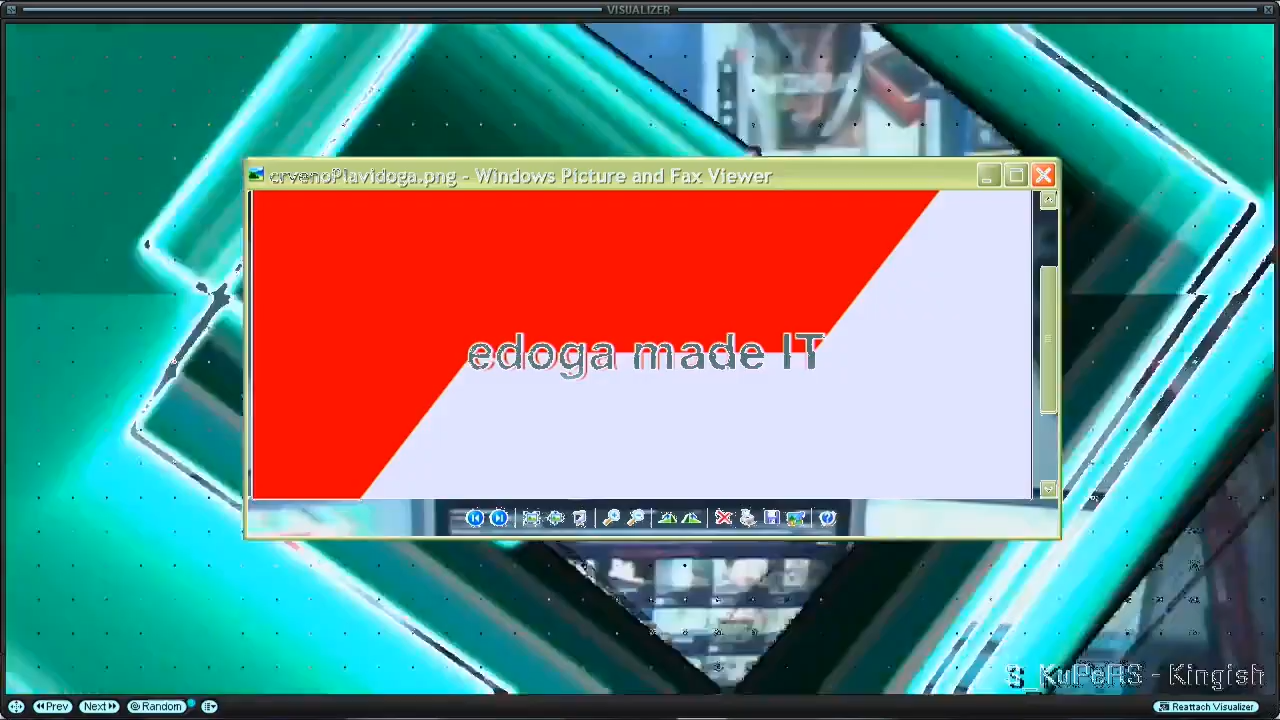 VISUALIZER
crvenoPlavidoga.png - Windows Picture and Fax Viewer
edoga made IT
S_KuPeRS - Kingish
Prev Next Random
Reattach Visualizer